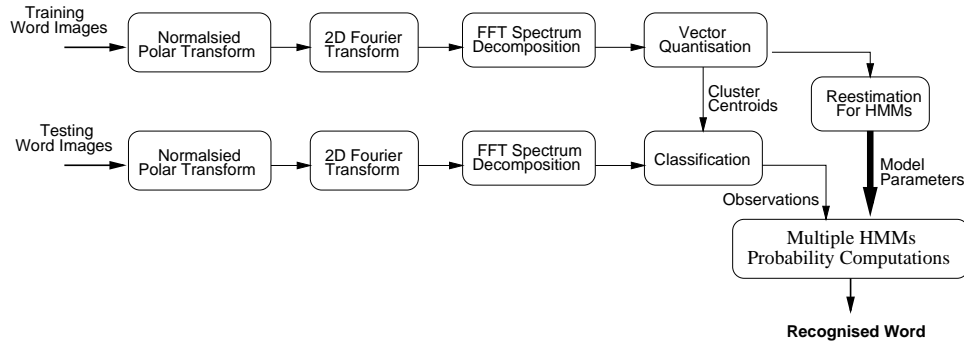 Training
Word Images
Normalsied
Polar Transform
2D Fourier
Transform
FFT Spectrum
Decomposition
Vector
Quantisation
Cluster
Centroids
Reestimation
For HMMs
Testing
Word Images
Normalsied
Polar Transform
2D Fourier
Transform
FFT Spectrum
Decomposition
Classification
Model
Parameters
Observations
Multiple HMMs
Probability Computations
Recognised Word